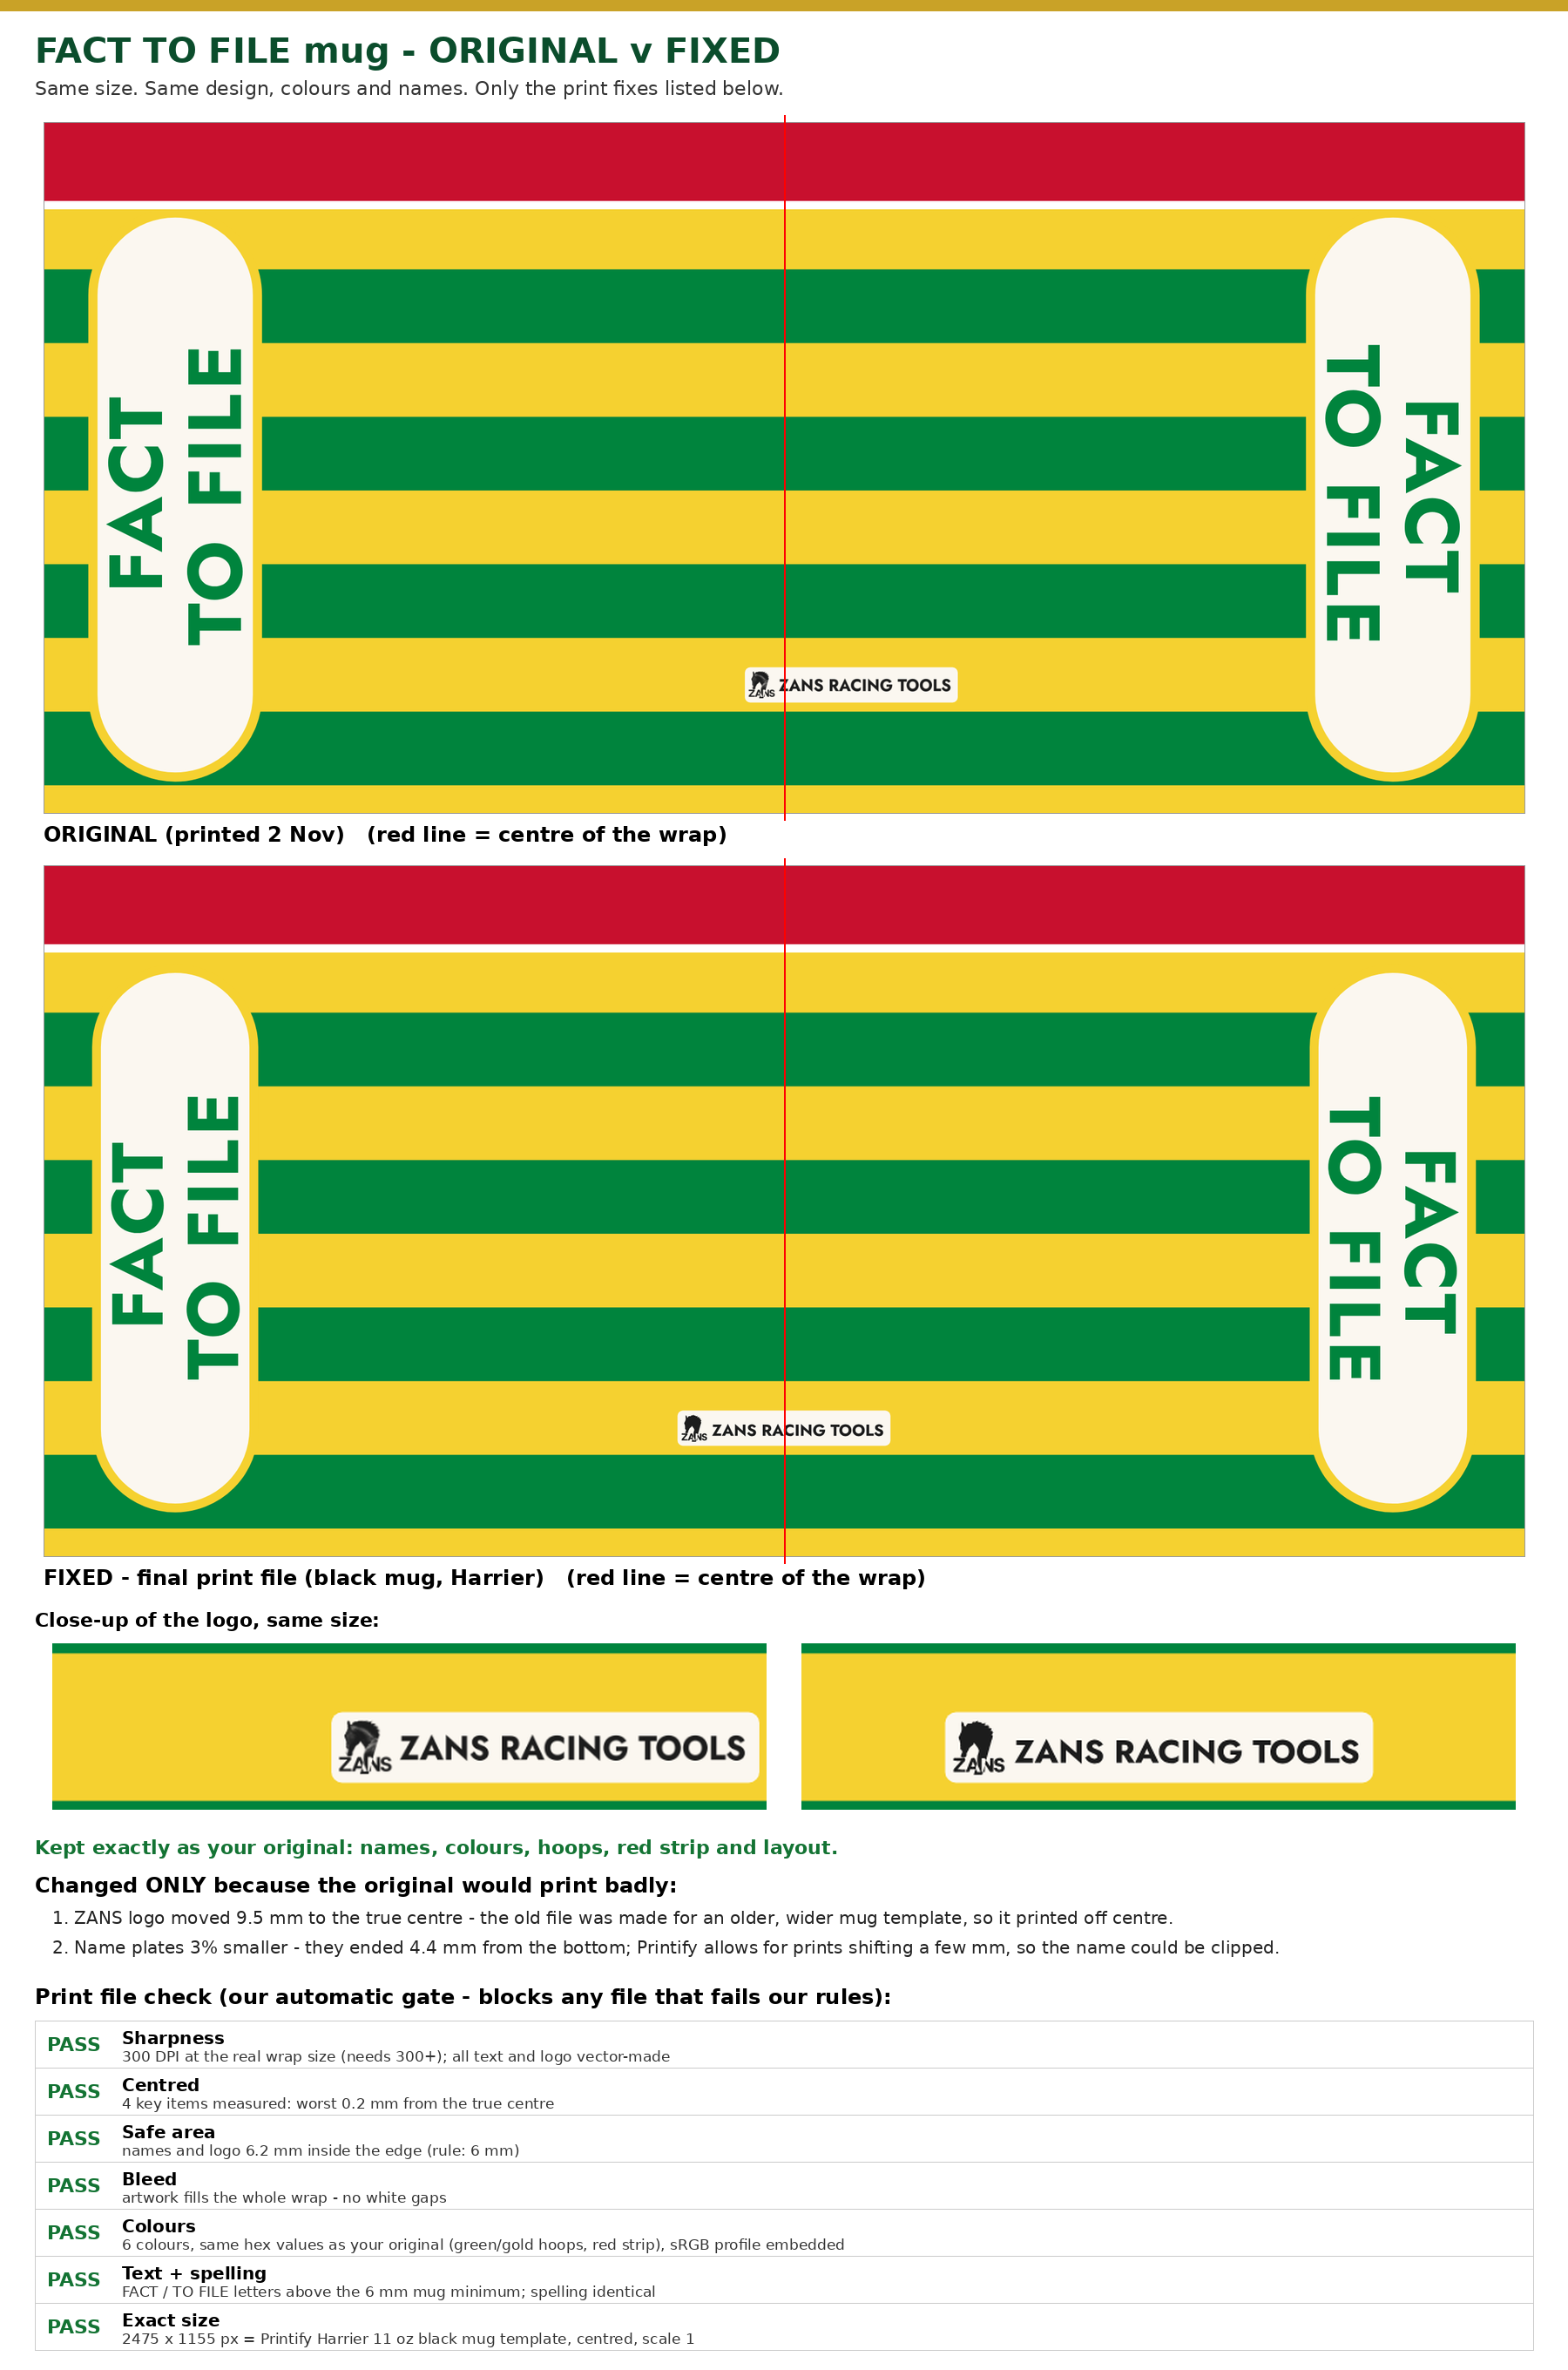 FACT TO FILE mug - ORIGINAL v FIXED
Same size. Same design, colours and names. Only the print fixes listed below.
FACT
TO FILE
FACT
TO FILE
ZANS
ZANS RACING TOOLS
ORIGINAL (printed 2 Nov)   (red line = centre of the wrap)
FACT
TO FILE
FACT
TO FILE
ZANS
ZANS RACING TOOLS
FIXED - final print file (black mug, Harrier)   (red line = centre of the wrap)
Close-up of the logo, same size:
ZANS
ZANS RACING TOOLS
ZANS
ZANS RACING TOOLS
Kept exactly as your original: names, colours, hoops, red strip and layout.
Changed ONLY because the original would print badly:
1. ZANS logo moved 9.5 mm to the true centre - the old file was made for an older, wider mug template, so it printed off centre.
2. Name plates 3% smaller - they ended 4.4 mm from the bottom; Printify allows for prints shifting a few mm, so the name could be clipped.
Print file check (our automatic gate - blocks any file that fails our rules):
PASS
Sharpness
300 DPI at the real wrap size (needs 300+); all text and logo vector-made
PASS
Centred
4 key items measured: worst 0.2 mm from the true centre
PASS
Safe area
names and logo 6.2 mm inside the edge (rule: 6 mm)
PASS
Bleed
artwork fills the whole wrap - no white gaps
PASS
Colours
6 colours, same hex values as your original (green/gold hoops, red strip), sRGB profile embedded
PASS
Text + spelling
FACT / TO FILE letters above the 6 mm mug minimum; spelling identical
PASS
Exact size
2475 x 1155 px = Printify Harrier 11 oz black mug template, centred, scale 1